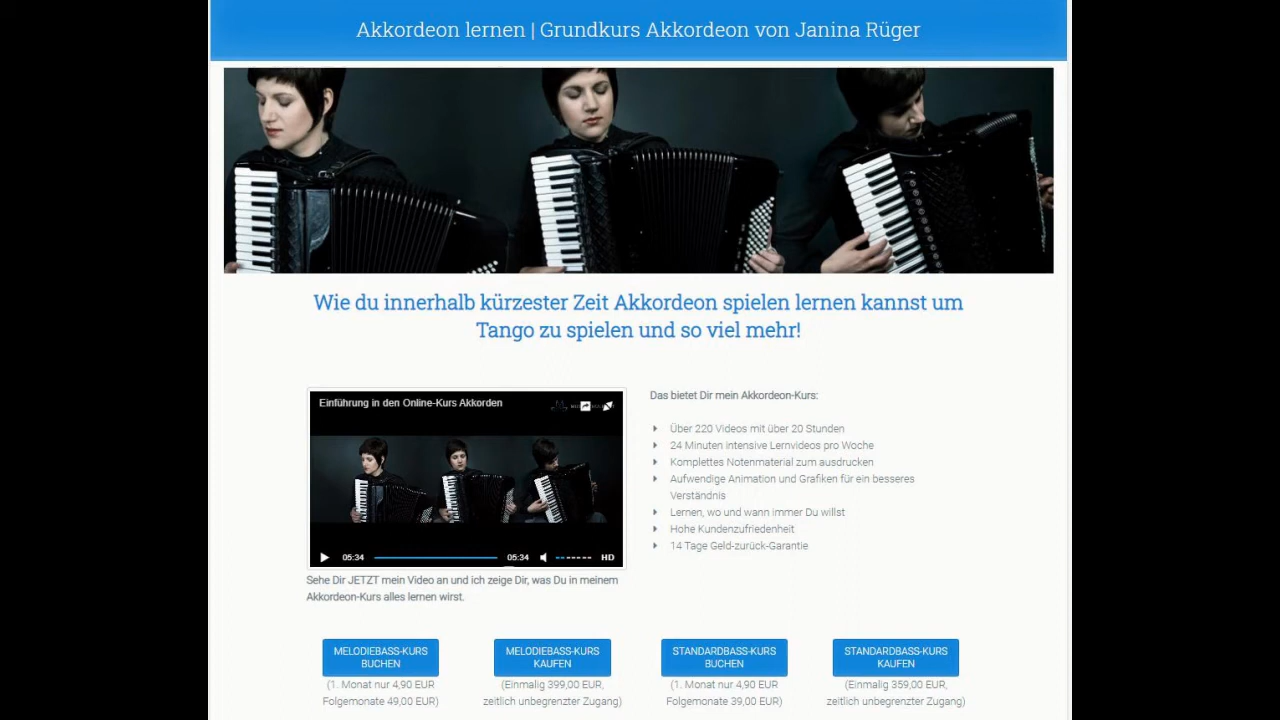 Akkordeon lernen | Grundkurs Akkordeon von Janina Rüger
Wie du innerhalb kürzester Zeit Akkordeon spielen lernen kannst um
Tango zu spielen und so viel mehr!
Einführung in den Online-Kurs Akkorden
05:34
05:34
HD
Sehe Dir JETZT mein Video an und ich zeige Dir, was Du in meinem
Akkordeon-Kurs alles lernen wirst.
Das bietet Dir mein Akkordeon-Kurs:
Über 220 Videos mit über 20 Stunden
24 Minuten intensive Lernvideos pro Woche
Komplettes Notenmaterial zum ausdrucken
Aufwendige Animation und Grafiken für ein besseres
Verständnis
Lernen, wo und wann immer Du willst
Hohe Kundenzufriedenheit
14 Tage Geld-zurück-Garantie
MELODIEBASS-KURS
BUCHEN
(1. Monat nur 4,90 EUR
Folgemonate 49,00 EUR)
MELODIEBASS-KURS
KAUFEN
(Einmalig 399,00 EUR,
zeitlich unbegrenzter Zugang)
STANDARDBASS-KURS
BUCHEN
(1. Monat nur 4,90 EUR
Folgemonate 39,00 EUR)
STANDARDBASS-KURS
KAUFEN
(Einmalig 359,00 EUR,
zeitlich unbegrenzter Zugang)